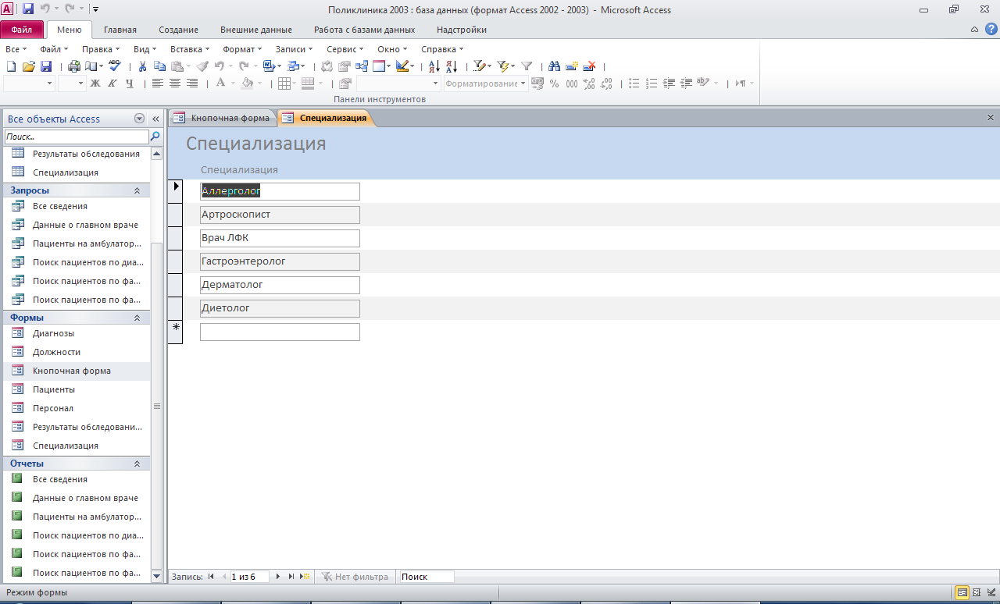 Поликлиника 2003 : база данных (формат Access 2002 - 2003) - Microsoft Access
Файл Меню Главная Создание Внешние данные Работа с базами данных Надстройки
Все Файл Правка Вид Вставка Формат Записи Сервис Окно Справка
Ж К Ч Форматирование % 000
Панели инструментов
Все объекты Access
Поиск...
Результаты обследования
Специализация
Запросы
Все сведения
Данные о главном враче
Пациенты на амбулатор...
Поиск пациентов по диа...
Поиск пациентов по фа...
Поиск пациентов по фа...
Формы
Диагнозы
Должности
Кнопочная форма
Пациенты
Персонал
Результаты обследовани...
Специализация
Отчеты
Все сведения
Данные о главном враче
Пациенты на амбулатор...
Поиск пациентов по диа...
Поиск пациентов по фа...
Поиск пациентов по фа...
Кнопочная форма Специализация
Специализация
Специализация
Аллерголог
Артроскопист
Врач ЛФК
Гастроэнтеролог
Дерматолог
Диетолог
Запись: 1 из 6 Нет фильтра Поиск
Режим формы